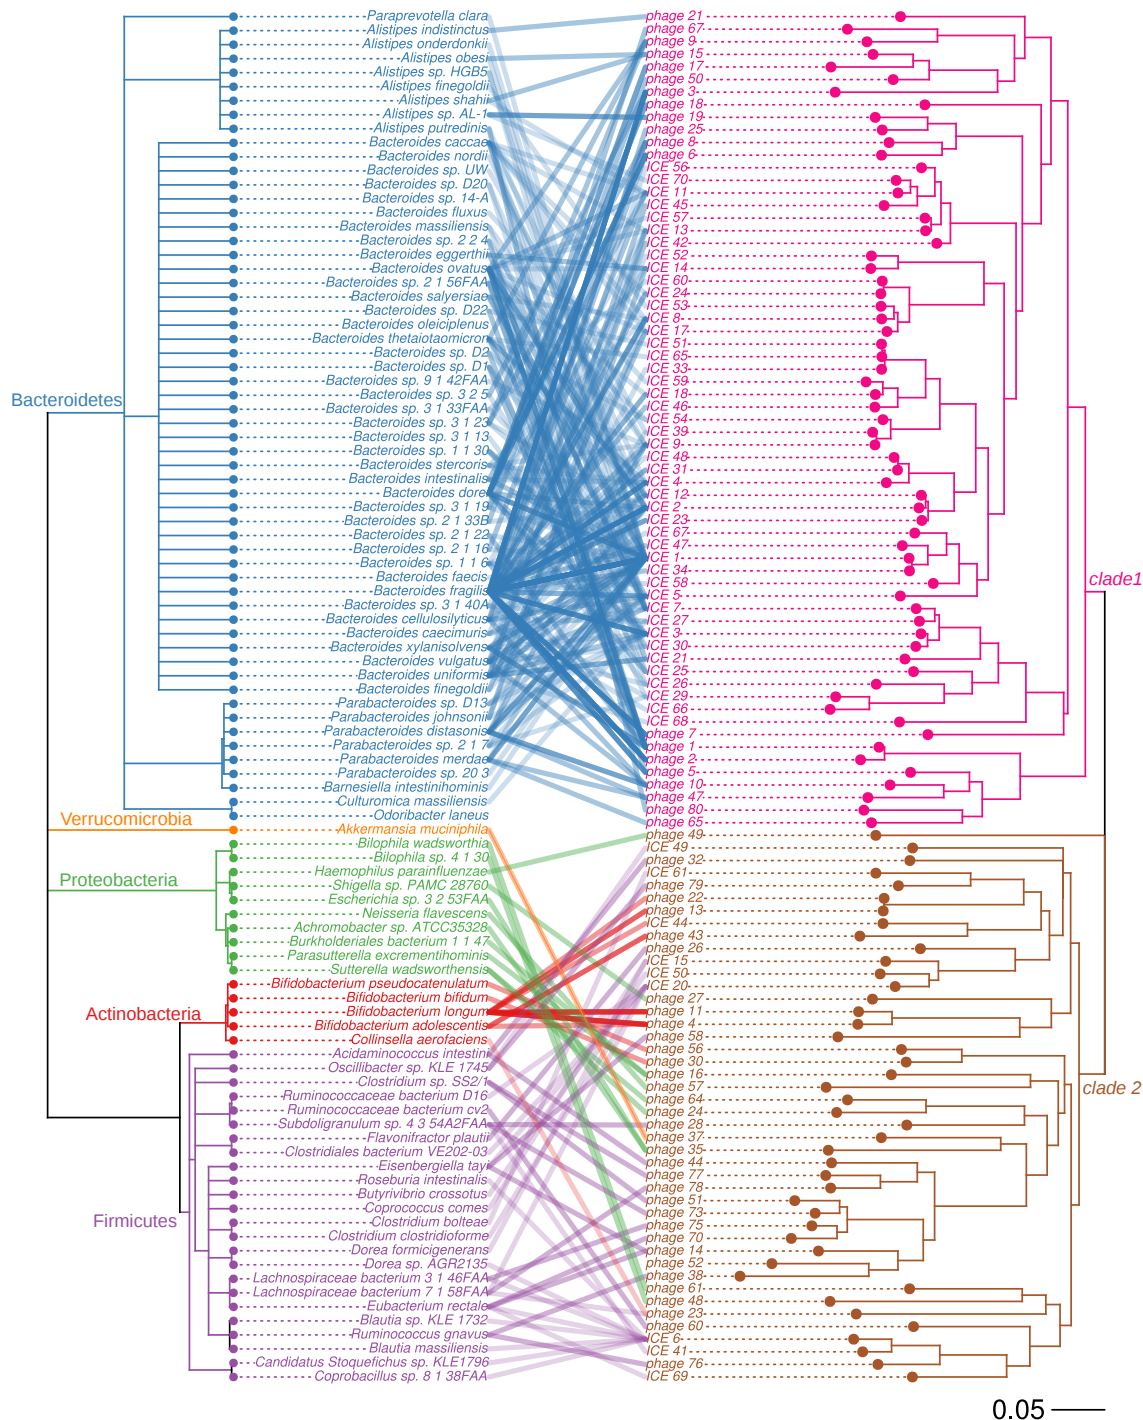 Paraprevotella clara
Alistipes indistinctus
Alistipes onderdonkii
Alistipes obesi
Alistipes sp. HGB5
Alistipes finegoldii
Alistipes shahii
Alistipes sp. AL-1
Alistipes putredinis
Bacteroides caccae
Bacteroides nordii
Bacteroides sp. UW
Bacteroides sp. D20
Bacteroides sp. 14-A
Bacteroides fluxus
Bacteroides massiliensis
Bacteroides sp. 2 2 4
Bacteroides eggerthii
Bacteroides ovatus
Bacteroides sp. 2 1 56FAA
Bacteroides salyersiae
Bacteroides sp. D22
Bacteroides oleiciplenus
Bacteroides thetaiotaomicron
Bacteroides sp. D2
Bacteroides sp. D1
Bacteroides sp. 9 1 42FAA
Bacteroides sp. 3 2 5
Bacteroides sp. 3 1 33FAA
Bacteroides sp. 3 1 23
Bacteroides sp. 3 1 13
Bacteroides sp. 1 1 30
Bacteroides stercoris
Bacteroides intestinalis
Bacteroides dorei
Bacteroides sp. 3 1 19
Bacteroides sp. 2 1 33B
Bacteroides sp. 2 1 22
Bacteroides sp. 2 1 16
Bacteroides sp. 1 1 6
Bacteroides faecis
Bacteroides fragilis
Bacteroides sp. 3 1 40A
Bacteroides cellulosilyticus
Bacteroides caecimuris
Bacteroides xylanisolvens
Bacteroides vulgatus
Bacteroides uniformis
Bacteroides finegoldii
Parabacteroides sp. D13
Parabacteroides johnsonii
Parabacteroides distasonis
Parabacteroides sp. 2 1 7
Parabacteroides merdae
Parabacteroides sp. 20 3
Barnesiella intestinihominis
Culturomica massiliensis
Odoribacter laneus
Akkermansia muciniphila
Bilophila wadsworthia
Bilophila sp. 4 1 30
Haemophilus parainfluenzae
Shigella sp. PAMC 28760
Escherichia sp. 3 2 53FAA
Neisseria flavescens
Achromobacter sp. ATCC35328
Burkholderiales bacterium 1 1 47
Parasutterella excrementihominis
Sutterella wadsworthensis
Bifidobacterium pseudocatenulatum
Bifidobacterium bifidum
Bifidobacterium longum
Bifidobacterium adolescentis
Collinsella aerofaciens
Acidaminococcus intestini
Oscillibacter sp. KLE 1745
Clostridium sp. SS2/1
Ruminococcaceae bacterium D16
Ruminococcaceae bacterium cv2
Subdoligranulum sp. 4 3 54A2FAA
Flavonifractor plautii
Clostridiales bacterium VE202-03
Eisenbergiella tayi
Roseburia intestinalis
Butyrivibrio crossotus
Coprococcus comes
Clostridium bolteae
Clostridium clostridioforme
Dorea formicigenerans
Dorea sp. AGR2135
Lachnospiraceae bacterium 3 1 46FAA
Lachnospiraceae bacterium 7 1 58FAA
Eubacterium rectale
Blautia sp. KLE 1732
Ruminococcus gnavus
Blautia massiliensis
Candidatus Stoquefichus sp. KLE1796
Coprobacillus sp. 8 1 38FAA
Bacteroidetes
Verrucomicrobia
Proteobacteria
Actinobacteria
Firmicutes
phage 21
phage 67
phage 9
phage 15
phage 17
phage 50
phage 3
phage 18
phage 19
phage 25
phage 8
phage 6
ICE 56
ICE 70
ICE 11
ICE 45
ICE 57
ICE 13
ICE 42
ICE 52
ICE 14
ICE 60
ICE 24
ICE 53
ICE 8
ICE 17
ICE 51
ICE 65
ICE 33
ICE 59
ICE 18
ICE 46
ICE 54
ICE 39
ICE 9
ICE 48
ICE 31
ICE 4
ICE 12
ICE 2
ICE 23
ICE 67
ICE 47
ICE 1
ICE 34
ICE 58
ICE 5
ICE 7
ICE 27
ICE 3
ICE 30
ICE 21
ICE 25
ICE 26
ICE 29
ICE 66
ICE 68
phage 7
phage 1
phage 2
phage 5
phage 10
phage 47
phage 80
phage 65
phage 49
ICE 49
phage 32
ICE 61
phage 79
phage 22
phage 13
ICE 44
phage 43
phage 26
ICE 15
ICE 50
ICE 20
phage 27
phage 11
phage 4
phage 58
phage 56
phage 30
phage 16
phage 57
phage 64
phage 24
phage 28
phage 37
phage 35
phage 44
phage 77
phage 78
phage 51
phage 73
phage 75
phage 70
phage 14
phage 52
phage 38
phage 61
phage 48
phage 23
phage 60
ICE 6
ICE 41
phage 76
ICE 69
clade1
clade 2
0.05